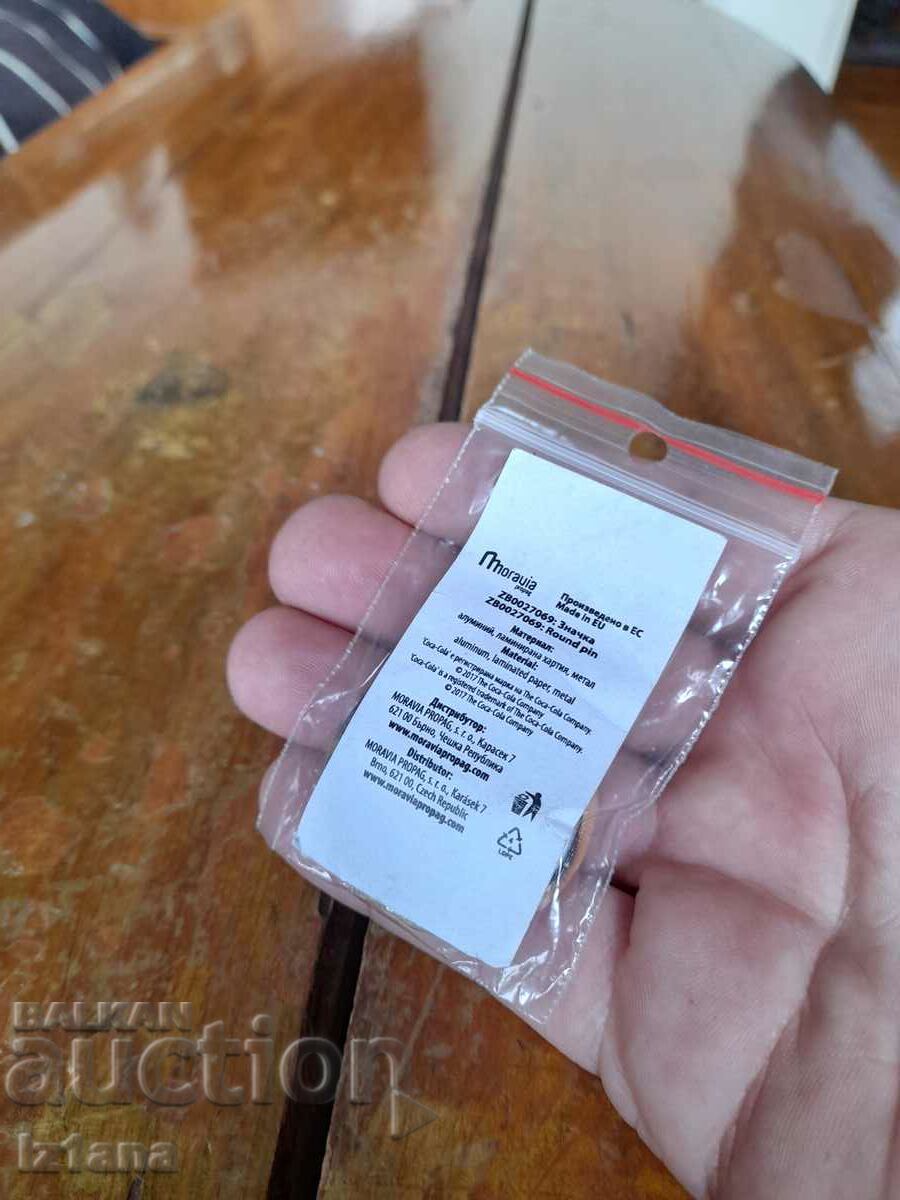 moravia
propag
Произведено в ЕС
Made in EU
ZB0027069: Значка
ZB0027069: Round pin
Материал:
алуминий, ламинирана хартия, метал
Material:
aluminum, laminated paper, metal
'Coca-Cola' е регистрирана марка на The Coca-Cola Company.
© 2017 The Coca-Cola Company
'Coca-Cola' is a registered trademark of The Coca-Cola Company.
© 2017 The Coca-Cola Company
Дистрибутор:
MORAVIA PROPAG, s. r. o., Карасек 7
621 00 Бърно, Чешка Република
www.moraviapropag.com
Distributor:
MORAVIA PROPAG, s. r. o., Karásek 7
Brno, 621 00, Czech Republic
www.moraviapropag.com
4
LDPE
BALKAN
auction
iz1ana